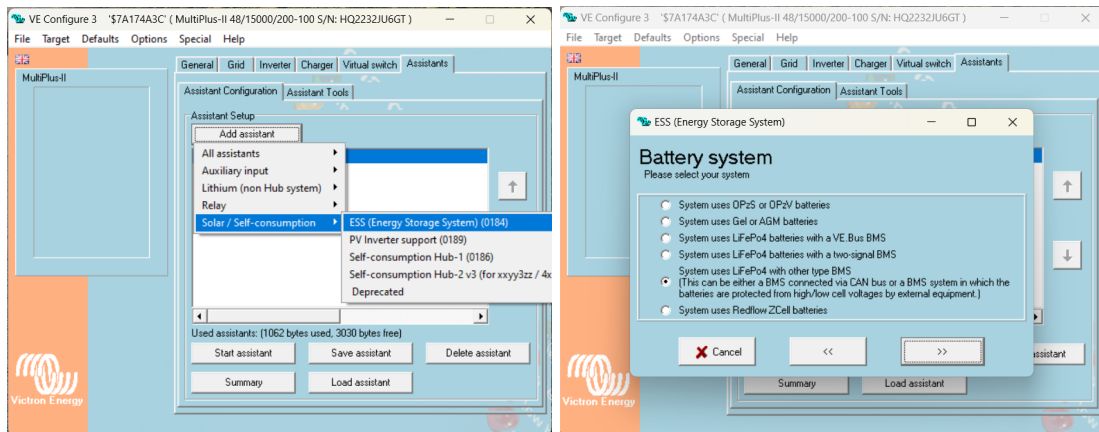 VE Configure 3 '$7A174A3C' ( MultiPlus-II 48/15000/200-100 S/N: HQ2232JU6GT )
File Target Defaults Options Special Help
MultiPlus-II
General Grid Inverter Charger Virtual switch Assistants
Assistant Configuration Assistant Tools
Assistant Setup
Add assistant
All assistants
Auxiliary input
Lithium (non Hub system)
Relay
Solar / Self-consumption
ESS (Energy Storage System) (0184)
PV Inverter support (0189)
Self-consumption Hub-1 (0186)
Self-consumption Hub-2 v3 (for xxyy3zz / 4x
Deprecated
Used assistants: (1062 bytes used, 3030 bytes free)
Start assistant Save assistant Delete assistant
Summary Load assistant
Victron Energy
VE Configure 3 '$7A174A3C' ( MultiPlus-II 48/15000/200-100 S/N: HQ2232JU6GT )
File Target Defaults Options Special Help
MultiPlus-II
General Grid Inverter Charger Virtual switch Assistants
Assistant Configuration Assistant Tools
ESS (Energy Storage System)
Battery system
Please select your system
System uses OPzS or OPzV batteries
System uses Gel or AGM batteries
System uses LiFePo4 batteries with a VE.Bus BMS
System uses LiFePo4 batteries with a two-signal BMS
System uses LiFePo4 with other type BMS
(This can be either a BMS connected via CAN bus or a BMS system in which the
batteries are protected from high/low cell voltages by external equipment.)
System uses Redflow ZCell batteries
Cancel << >>
ssistant
Summary Load assistant
Victron Energy